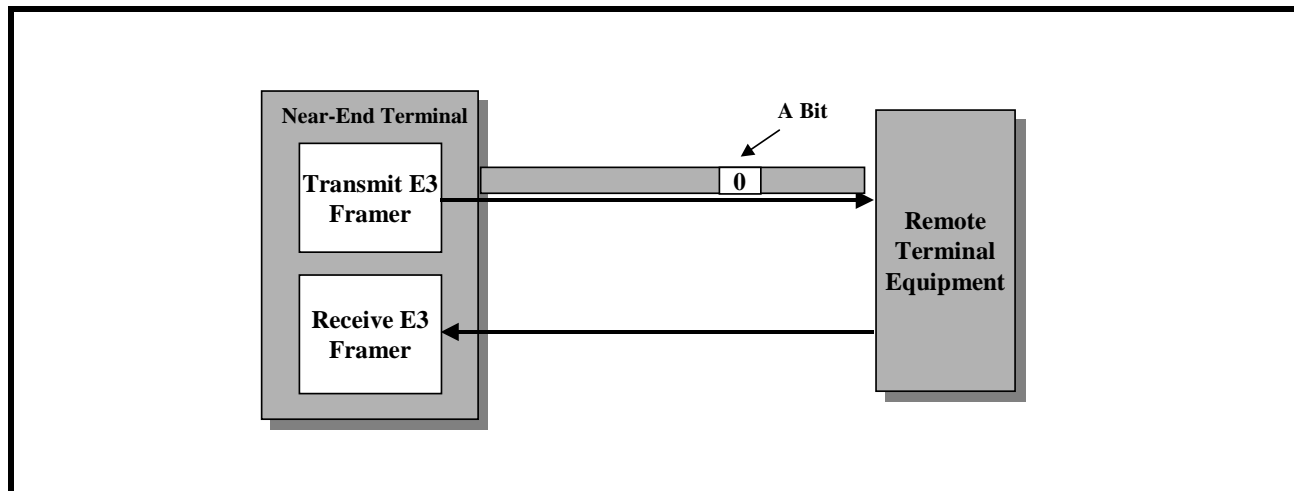 Near-End Terminal
A Bit
Transmit E3
Framer
0
Remote
Terminal
Equipment
Receive E3
Framer